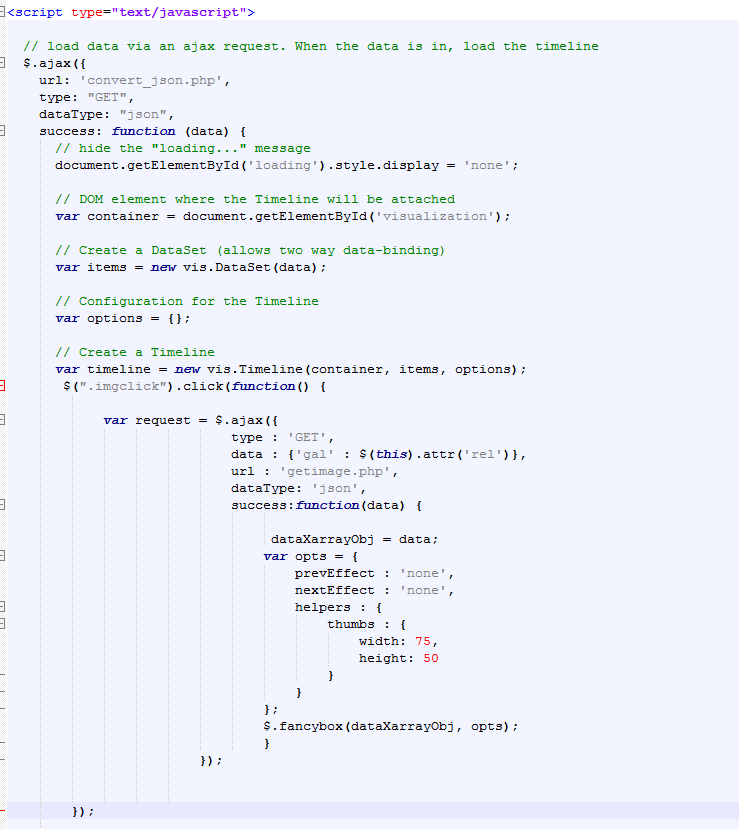 <script type="text/javascript">
// load data via an ajax request. When the data is in, load the timeline
$.ajax({
url: 'convert_json.php',
type: "GET",
dataType: "json",
success: function (data) {
// hide the "loading..." message
document.getElementById('loading').style.display = 'none';
// DOM element where the Timeline will be attached
var container = document.getElementById('visualization');
// Create a DataSet (allows two way data-binding)
var items = new vis.DataSet(data);
// Configuration for the Timeline
var options = {};
// Create a Timeline
var timeline = new vis.Timeline(container, items, options);
$(".imgclick").click(function() {
var request = $.ajax({
type : 'GET',
data : {'gal' : $(this).attr('rel')},
url : 'getimage.php',
dataType: 'json',
success:function(data) {
dataXarrayObj = data;
var opts = {
prevEffect : 'none',
nextEffect : 'none',
helpers : {
thumbs : {
width: 75,
height: 50
}
}
};
$.fancybox(dataXarrayObj, opts);
}
});
});